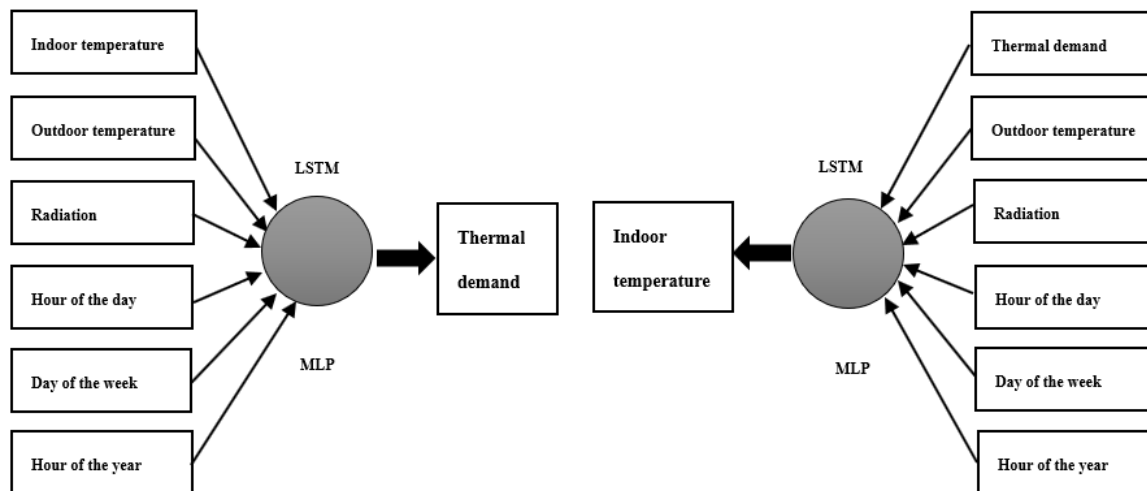 Indoor temperature
Outdoor temperature
Radiation
Hour of the day
Day of the week
Hour of the year
LSTM
MLP
Thermal
demand
Indoor
temperature
LSTM
MLP
Thermal demand
Outdoor temperature
Radiation
Hour of the day
Day of the week
Hour of the year